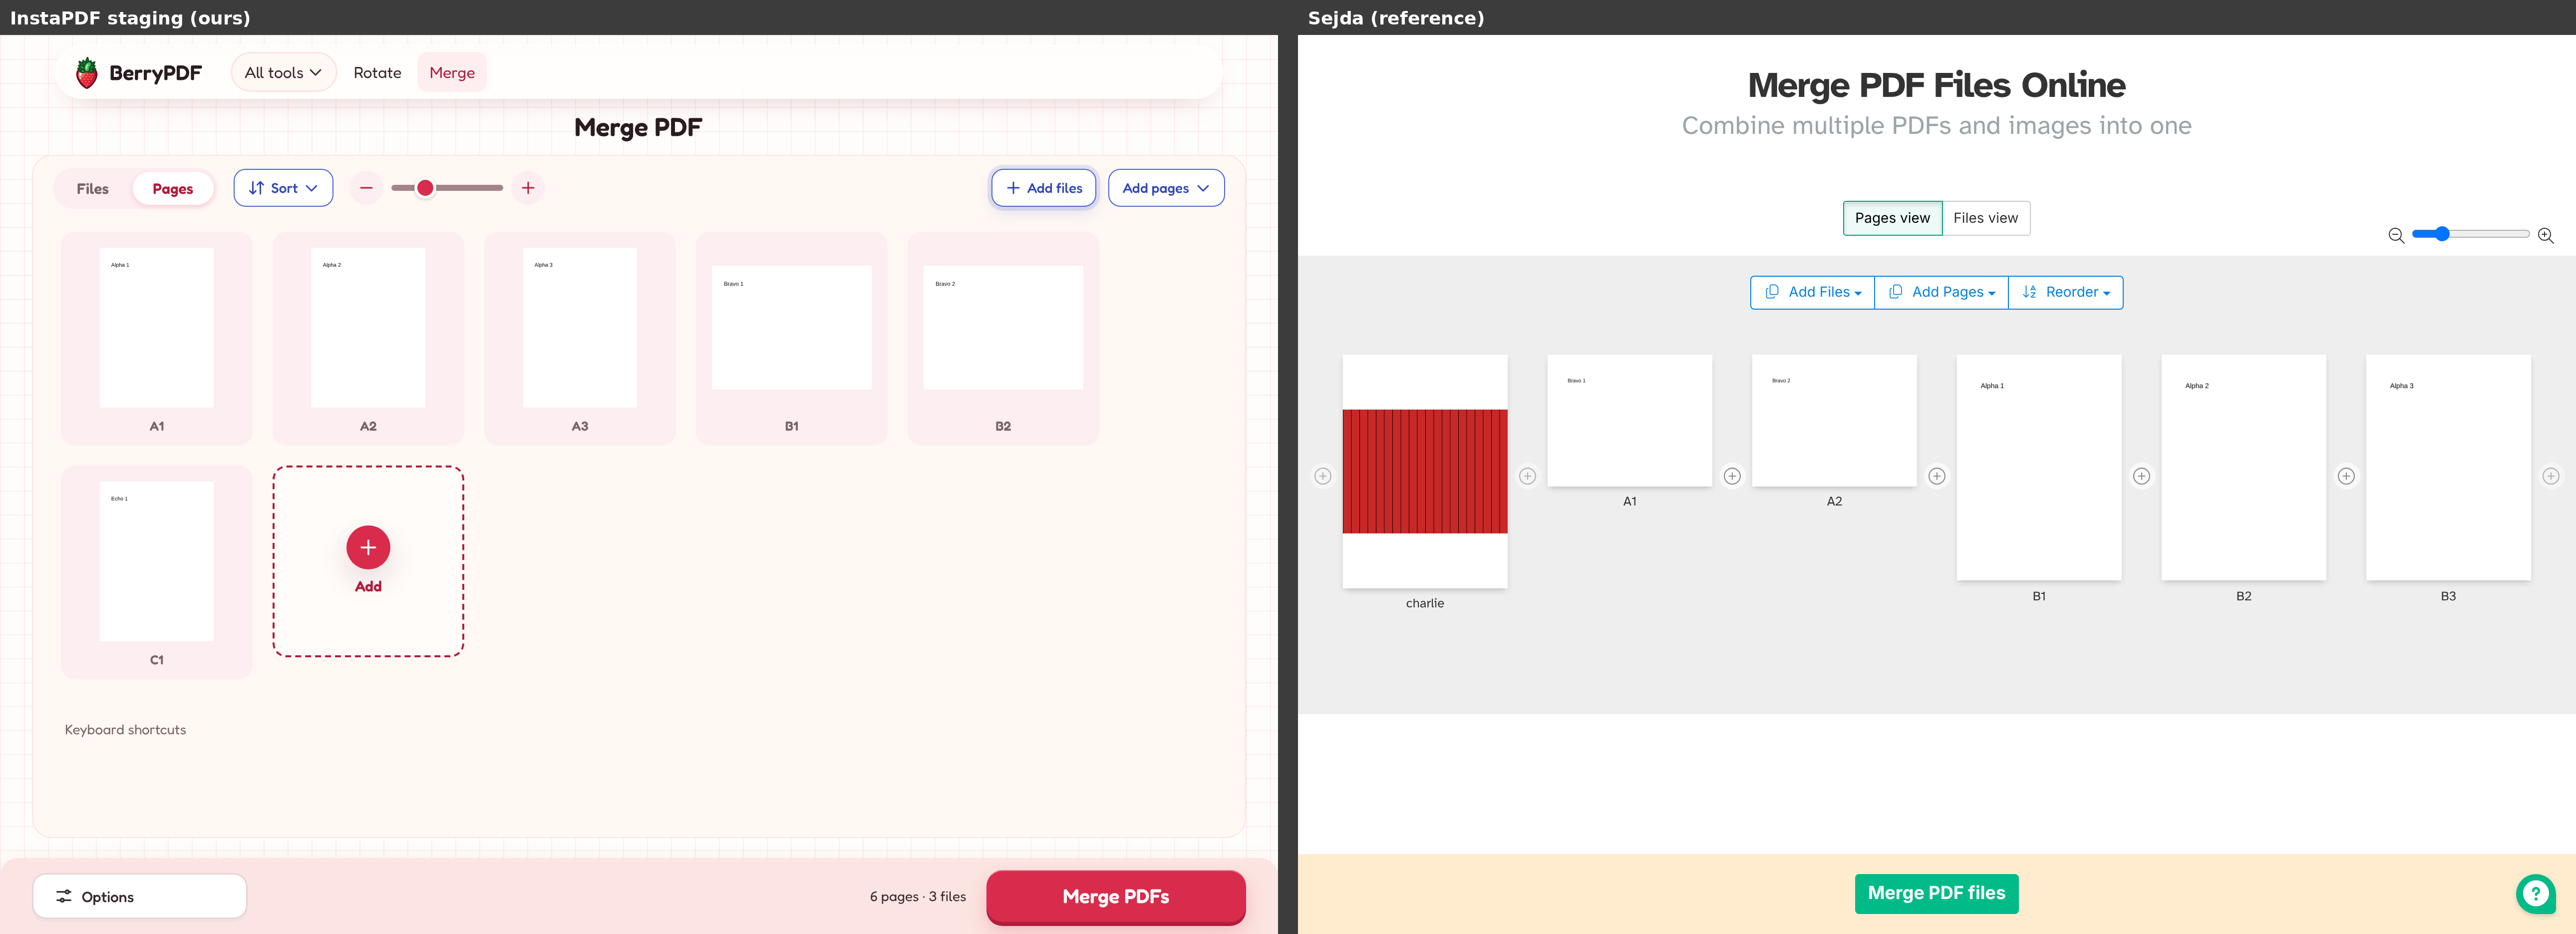 InstaPDF staging (ours)
BerryPDF
All tools
Rotate
Merge
Merge PDF
Files
Pages
Sort
Add files
Add pages
Alpha 1
Alpha 2
Alpha 3
Bravo 1
Bravo 2
A1
A2
A3
B1
B2
Echo 1
Add
C1
Keyboard shortcuts
Options
6 pages · 3 files
Merge PDFs
Sejda (reference)
Merge PDF Files Online
Combine multiple PDFs and images into one
Pages view
Files view
Add Files
Add Pages
Reorder
Bravo 1
Bravo 2
Alpha 1
Alpha 2
Alpha 3
A1
A2
B1
B2
B3
charlie
Merge PDF files
?